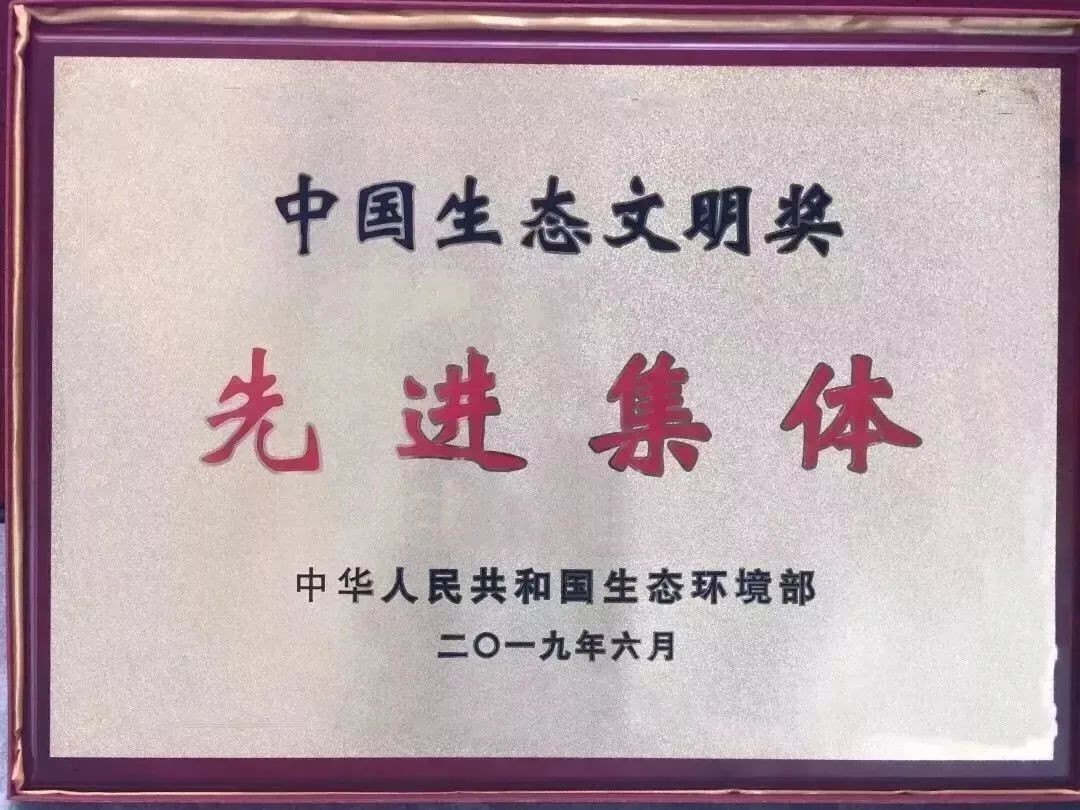 中国生态文明奖
先进集体
中华人民共和国生态环境部
二〇一九年六月